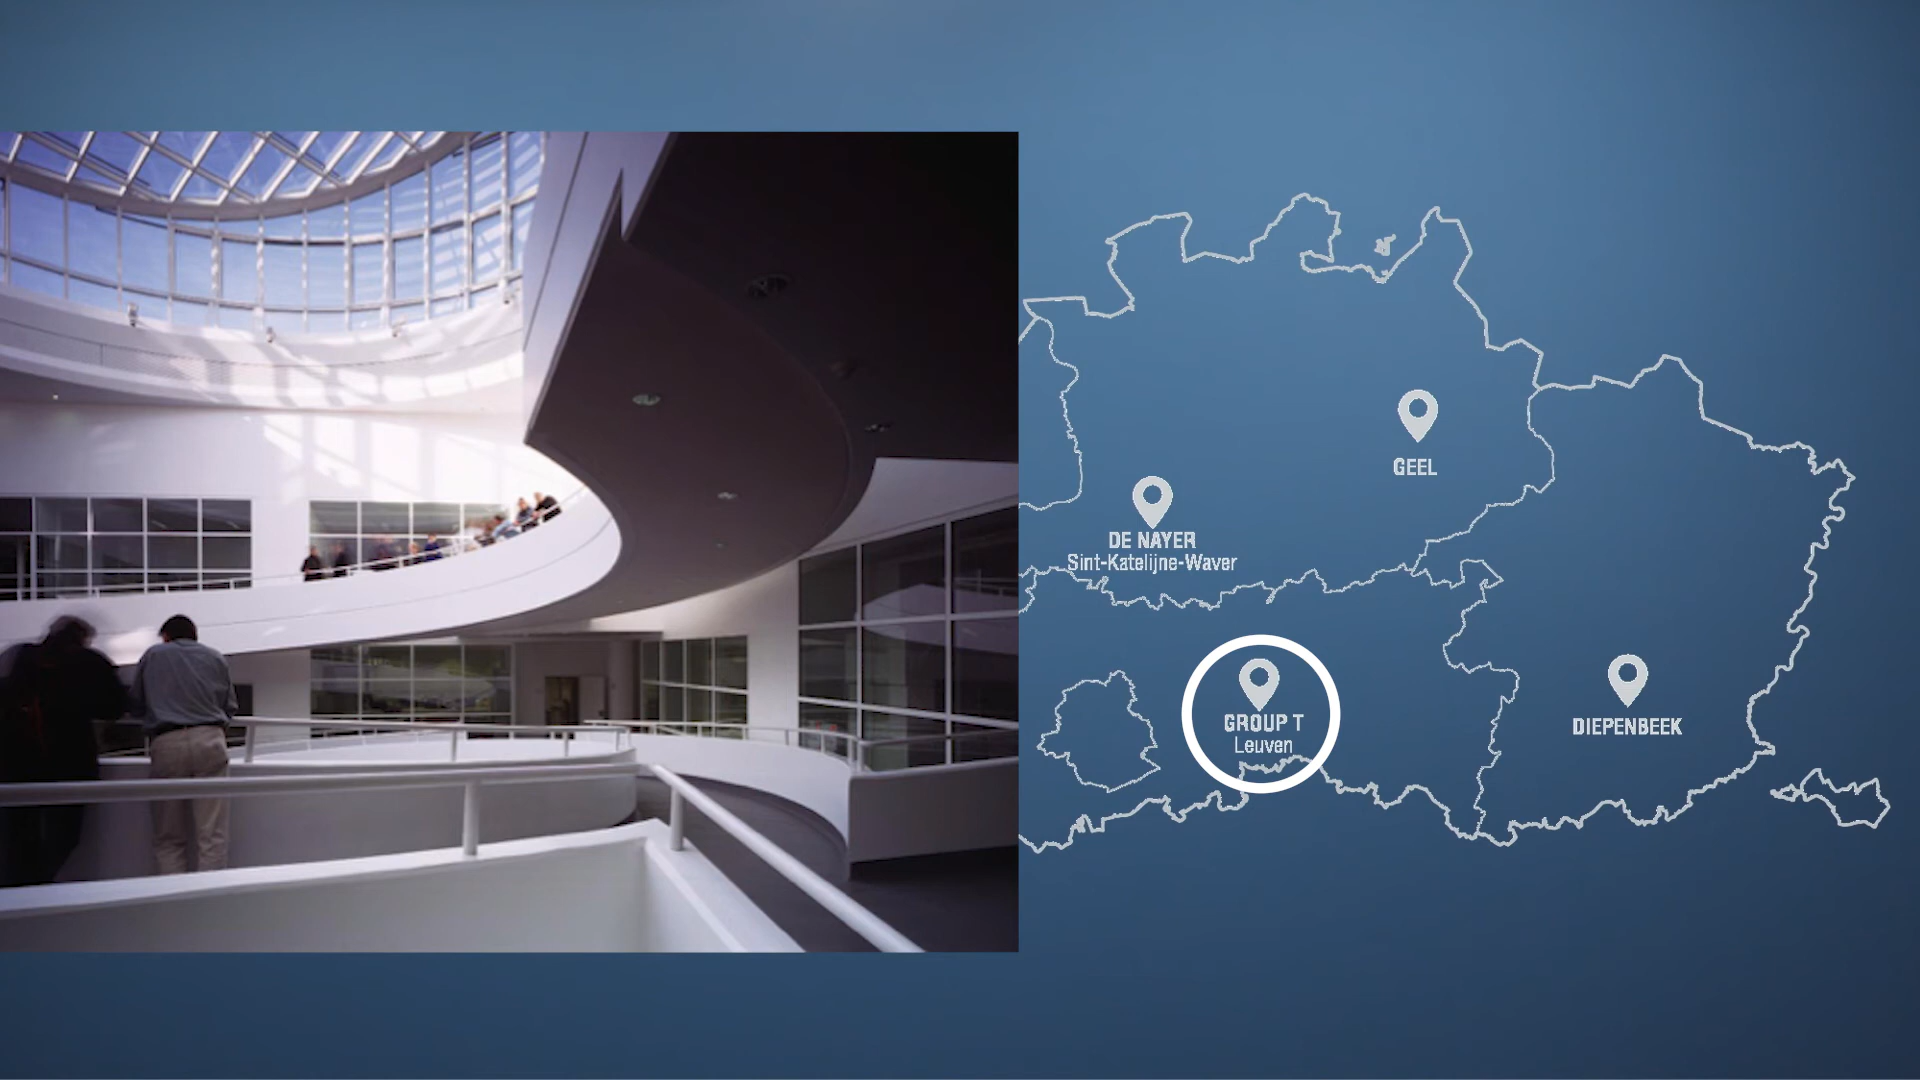 GEEL
DE NAYER
Sint-Katelijne-Waver
GROUP T
Leuven
DIEPENBEEK